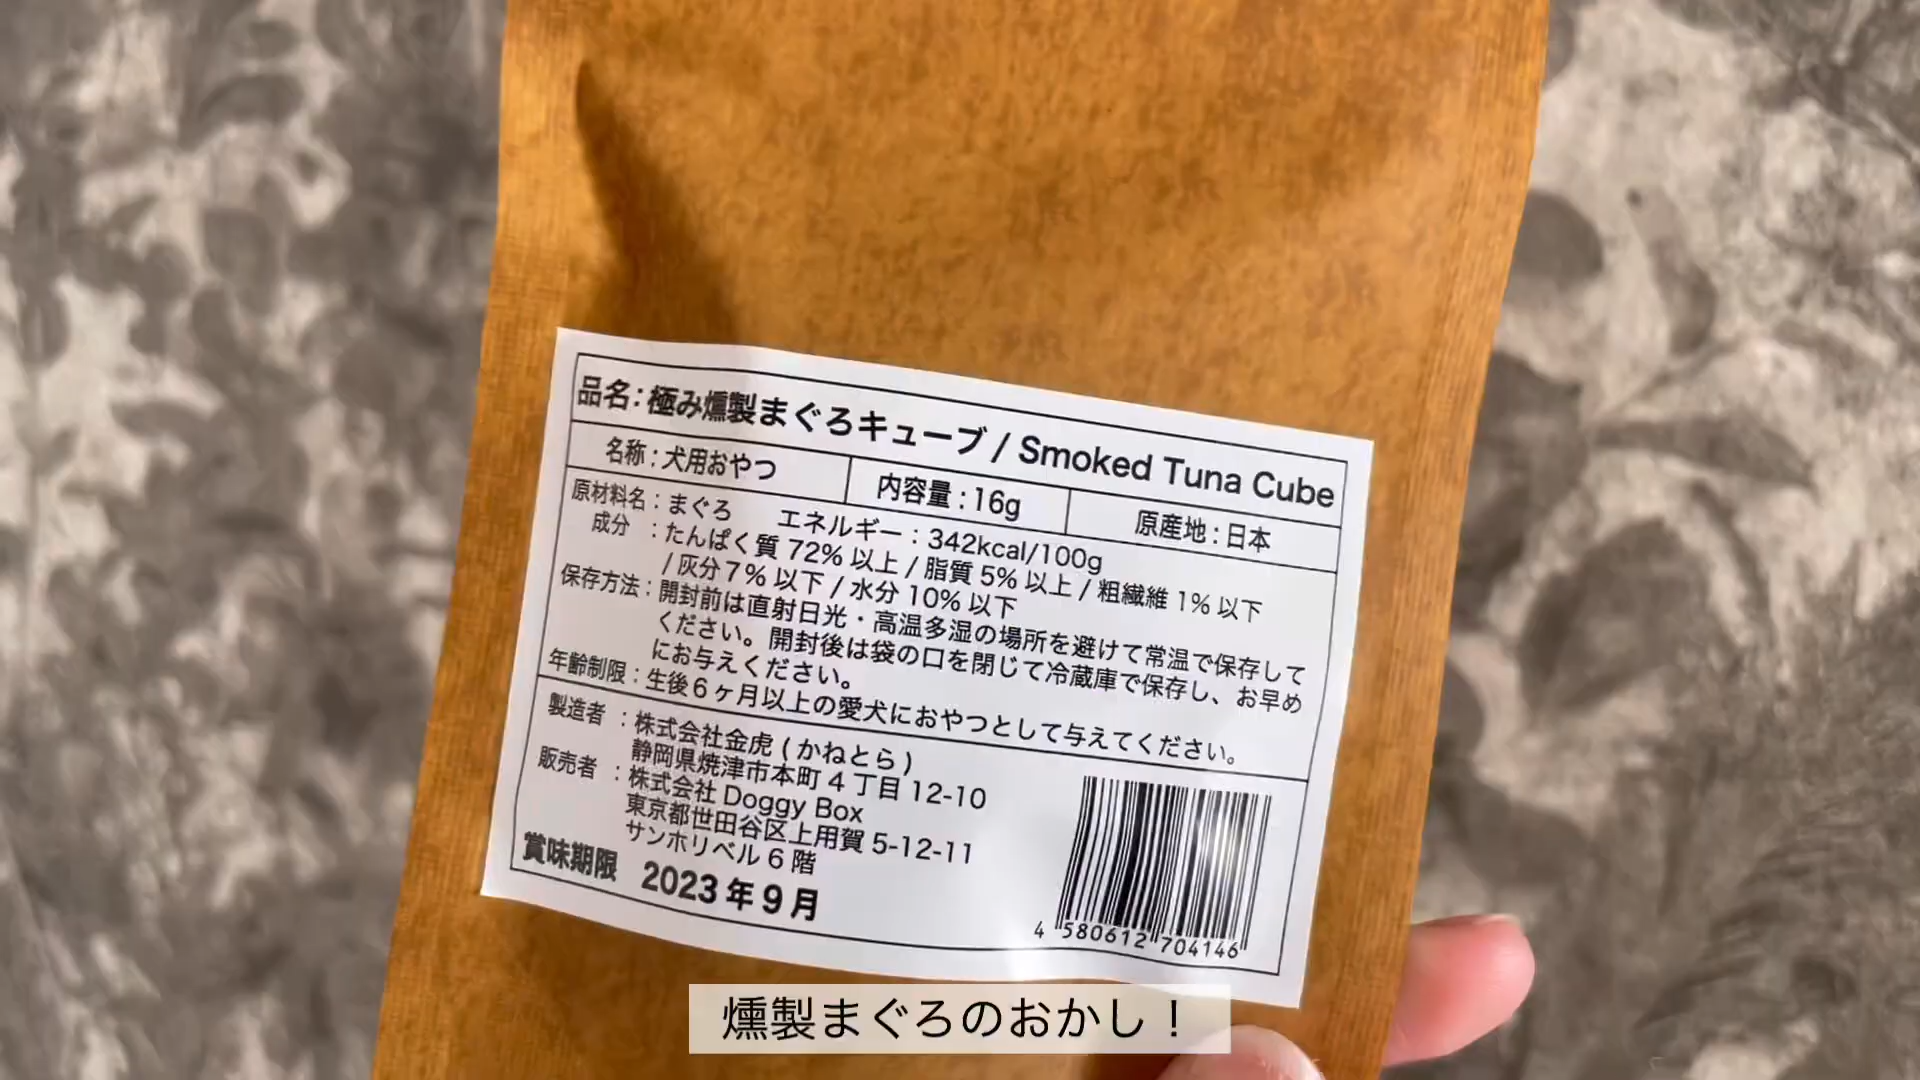 品名:極み燻製まぐろキューブ / Smoked Tuna Cube
名称:犬用おやつ 内容量:16g 原産地:日本
原材料名:まぐろ エネルギー:342kcal/100g
成分 :たんぱく質 72% 以上 / 脂質 5% 以上 / 粗繊維 1% 以下
/ 灰分 7% 以下 / 水分 10% 以下
保存方法:開封前は直射日光・高温多湿の場所を避けて常温で保存して
ください。開封後は袋の口を閉じて冷蔵庫で保存し、お早め
にお与えください。
年齢制限:生後6ヶ月以上の愛犬におやつとして与えてください。
製造者 :株式会社金虎 (かねとら)
静岡県焼津市本町 4 丁目 12-10
販売者 :株式会社 Doggy Box
東京都世田谷区上用賀 5-12-11
サンホリベル 6 階
賞味期限 2023 年 9 月
4 580612 704146
燻製まぐろのおかし！